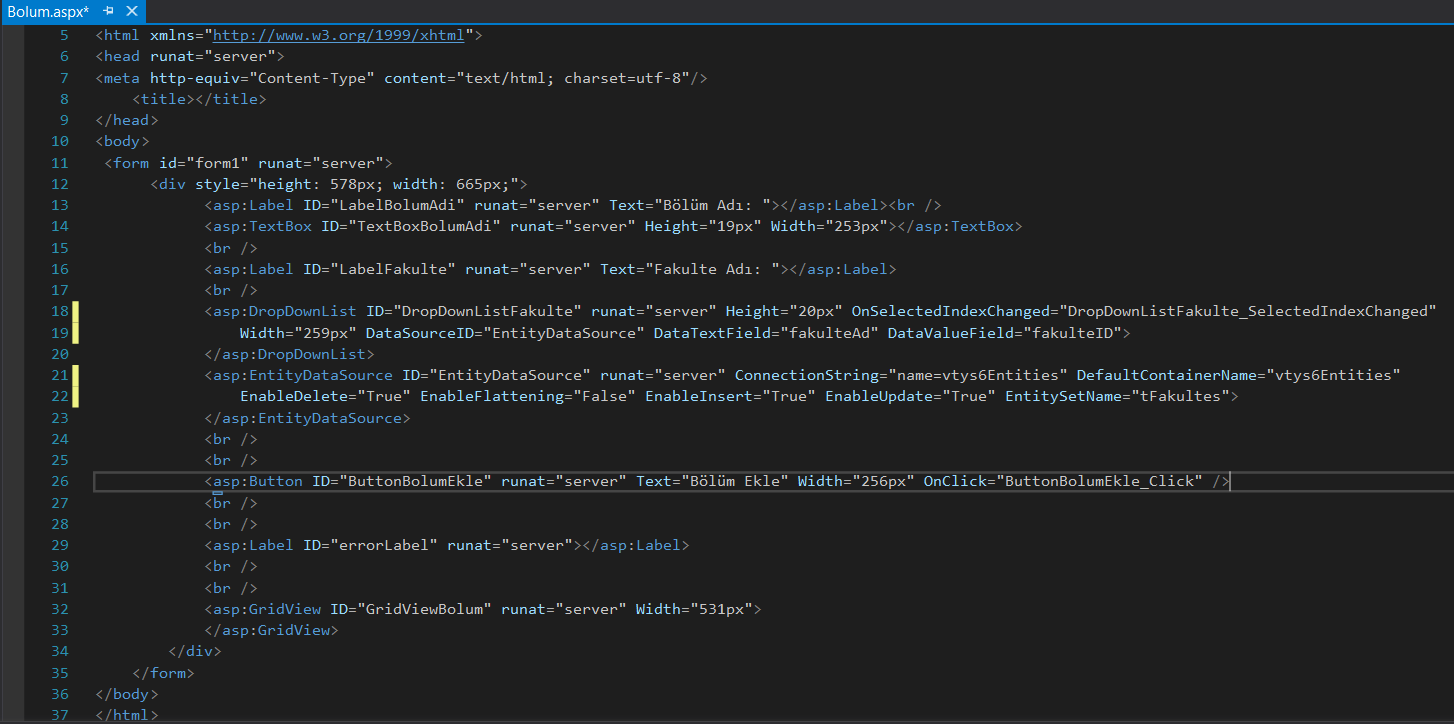 Bolum.aspx*
5 <html xmlns="http://www.w3.org/1999/xhtml">
6 <head runat="server">
7 <meta http-equiv="Content-Type" content="text/html; charset=utf-8"/>
8 <title></title>
9 </head>
10 <body>
11 <form id="form1" runat="server">
12 <div style="height: 578px; width: 665px;">
13 <asp:Label ID="LabelBolumAdi" runat="server" Text="Bölüm Adı: "></asp:Label><br />
14 <asp:TextBox ID="TextBoxBolumAdi" runat="server" Height="19px" Width="253px"></asp:TextBox>
15 <br />
16 <asp:Label ID="LabelFakulte" runat="server" Text="Fakulte Adı: "></asp:Label>
17 <br />
18 <asp:DropDownList ID="DropDownListFakulte" runat="server" Height="20px" OnSelectedIndexChanged="DropDownListFakulte_SelectedIndexChanged"
19 Width="259px" DataSourceID="EntityDataSource" DataTextField="fakulteAd" DataValueField="fakulteID">
20 </asp:DropDownList>
21 <asp:EntityDataSource ID="EntityDataSource" runat="server" ConnectionString="name=vtys6Entities" DefaultContainerName="vtys6Entities"
22 EnableDelete="True" EnableFlattening="False" EnableInsert="True" EnableUpdate="True" EntitySetName="tFakultes">
23 </asp:EntityDataSource>
24 <br />
25 <br />
26 <asp:Button ID="ButtonBolumEkle" runat="server" Text="Bölüm Ekle" Width="256px" OnClick="ButtonBolumEkle_Click" />
27 <br />
28 <br />
29 <asp:Label ID="errorLabel" runat="server"></asp:Label>
30 <br />
31 <br />
32 <asp:GridView ID="GridViewBolum" runat="server" Width="531px">
33 </asp:GridView>
34 </div>
35 </form>
36 </body>
37 </html>